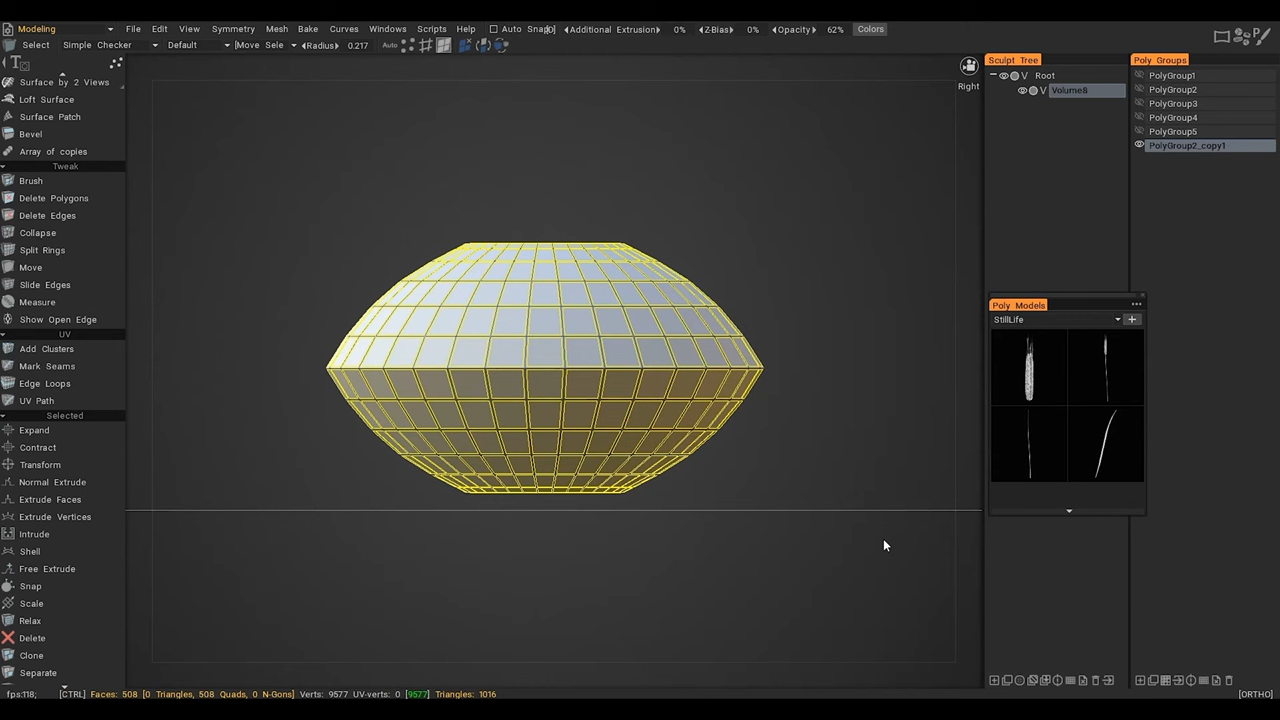 Modeling File Edit View Symmetry Mesh Bake Curves Windows Scripts Help Auto Snap Additional Extrusion 0% Z-Bias 0% Opacity 62% Colors
Select Simple Checker Default Move Sele Radius 0.217 Auto
Surface by 2 Views
Loft Surface
Surface Patch
Bevel
Array of copies
Tweak
Brush
Delete Polygons
Delete Edges
Collapse
Split Rings
Move
Slide Edges
Measure
Show Open Edge
UV
Add Clusters
Mark Seams
Edge Loops
UV Path
Selected
Expand
Contract
Transform
Normal Extrude
Extrude Faces
Extrude Vertices
Intrude
Shell
Free Extrude
Snap
Scale
Relax
Delete
Clone
Separate
Right
Sculpt Tree
V Root
V Volume8
Poly Groups
PolyGroup1
PolyGroup2
PolyGroup3
PolyGroup4
PolyGroup5
PolyGroup2_copy1
Poly Models
StillLife
fps:118; [CTRL] Faces: 508 [0 Triangles, 508 Quads, 0 N-Gons] Verts: 9577 UV-verts: 0 [9577] Triangles: 1016 [ORTHO]